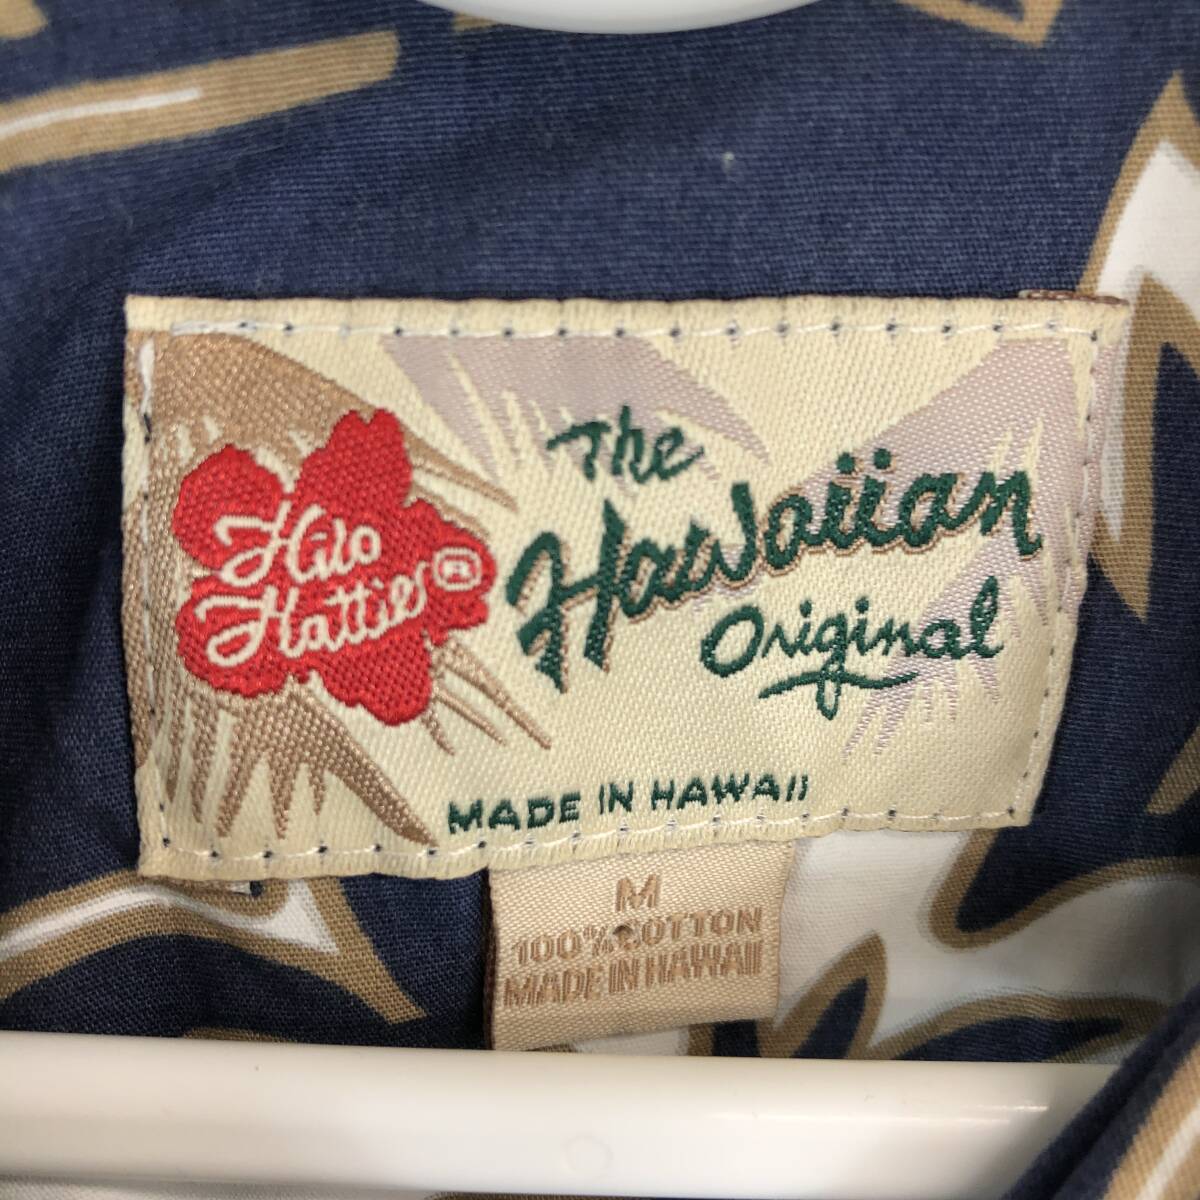 Hilo
Hattie®
The
Hawaiian
Original
MADE IN HAWAII
M
100% COTTON
MADE IN HAWAII